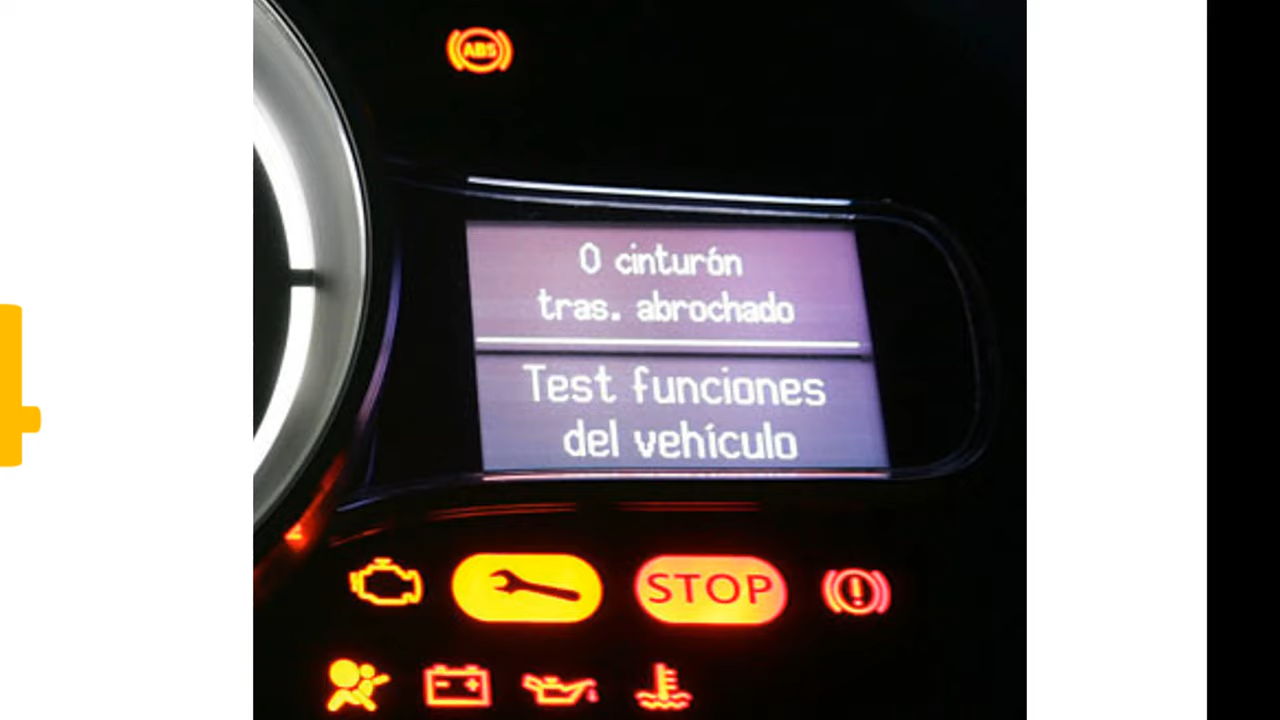 ABS
0 cinturón
tras. abrochado
Test funciones
del vehículo
STOP